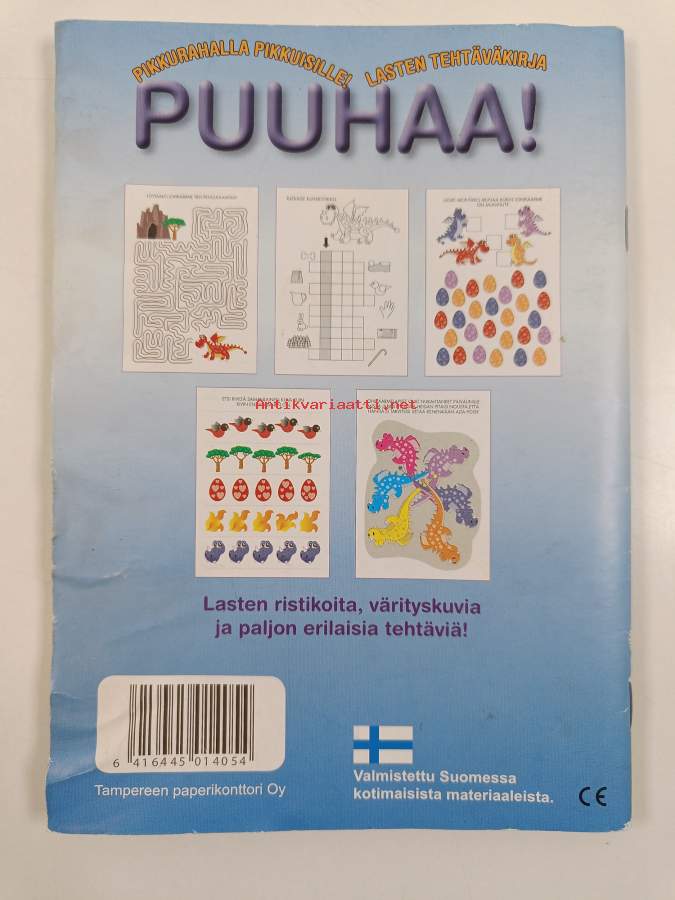 PIKKURAHALLA PIKKUISILLE! LASTEN TEHTÄVÄKIRJA
PUUHAA!
Antikvariaatti.net
Lasten ristikoita, värityskuvia
ja paljon erilaisia tehtäviä!
6 416445 014054
Tampereen paperikonttori Oy
Valmistettu Suomessa
kotimaisista materiaaleista.
CE